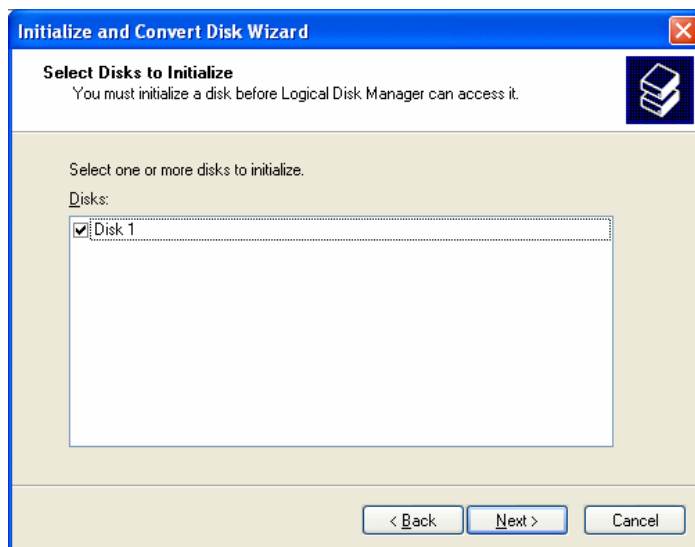 Initialize and Convert Disk Wizard
Select Disks to Initialize
You must initialize a disk before Logical Disk Manager can access it.
Select one or more disks to initialize.
Disks:
Disk 1
< Back
Next >
Cancel